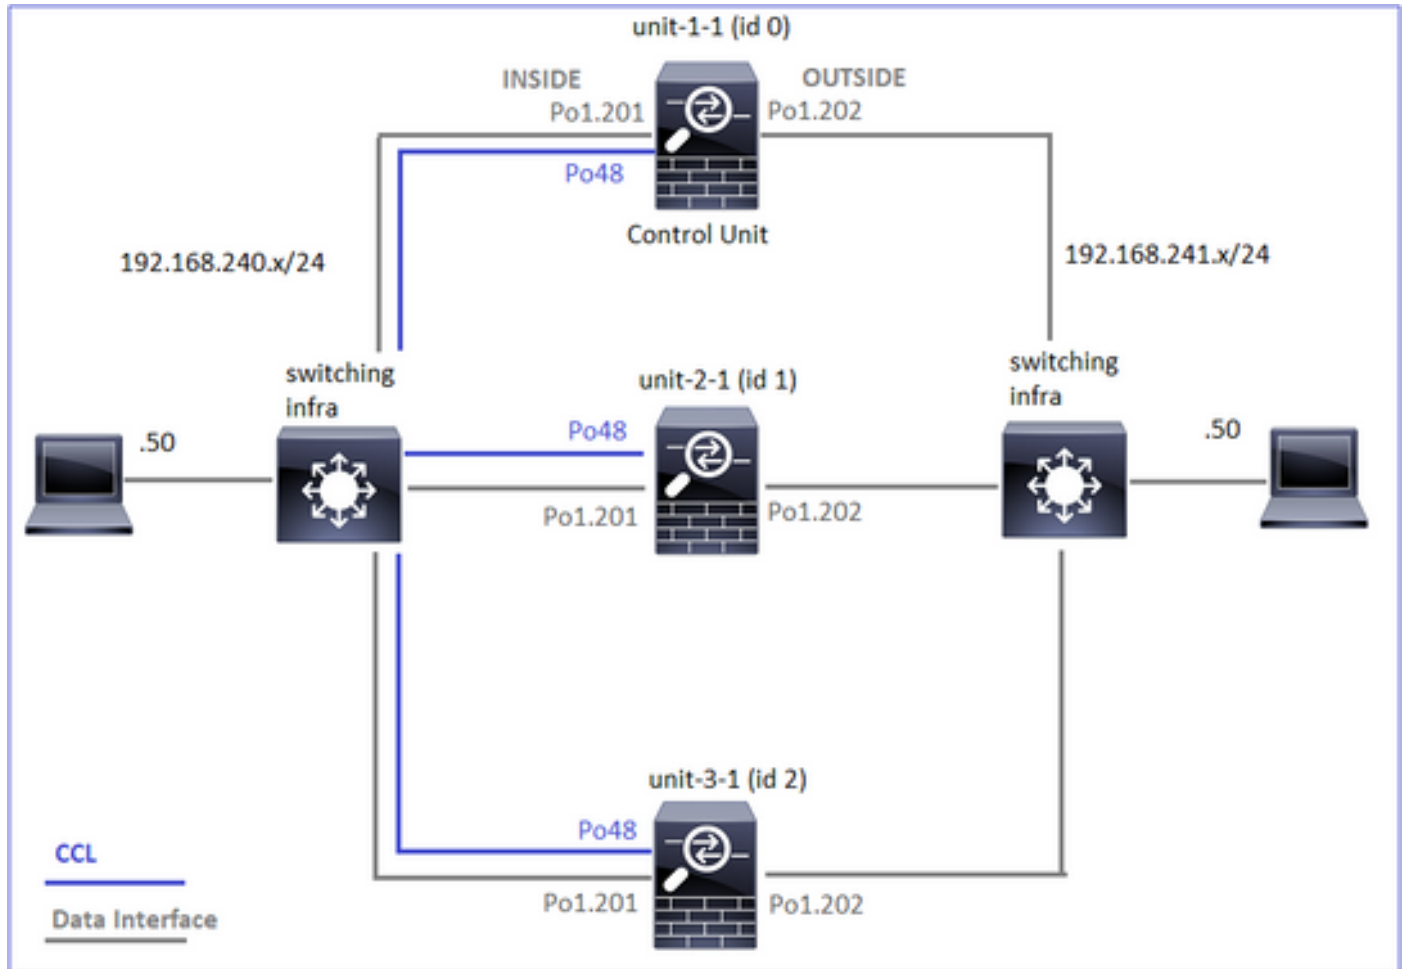 unit-1-1 (id 0)
INSIDE
OUTSIDE
Po1.201
Po1.202
Po48
Control Unit
192.168.240.x/24
192.168.241.x/24
switching
infra
switching
infra
unit-2-1 (id 1)
.50
Po48
.50
Po1.201
Po1.202
unit-3-1 (id 2)
Po48
CCL
Po1.201
Po1.202
Data Interface